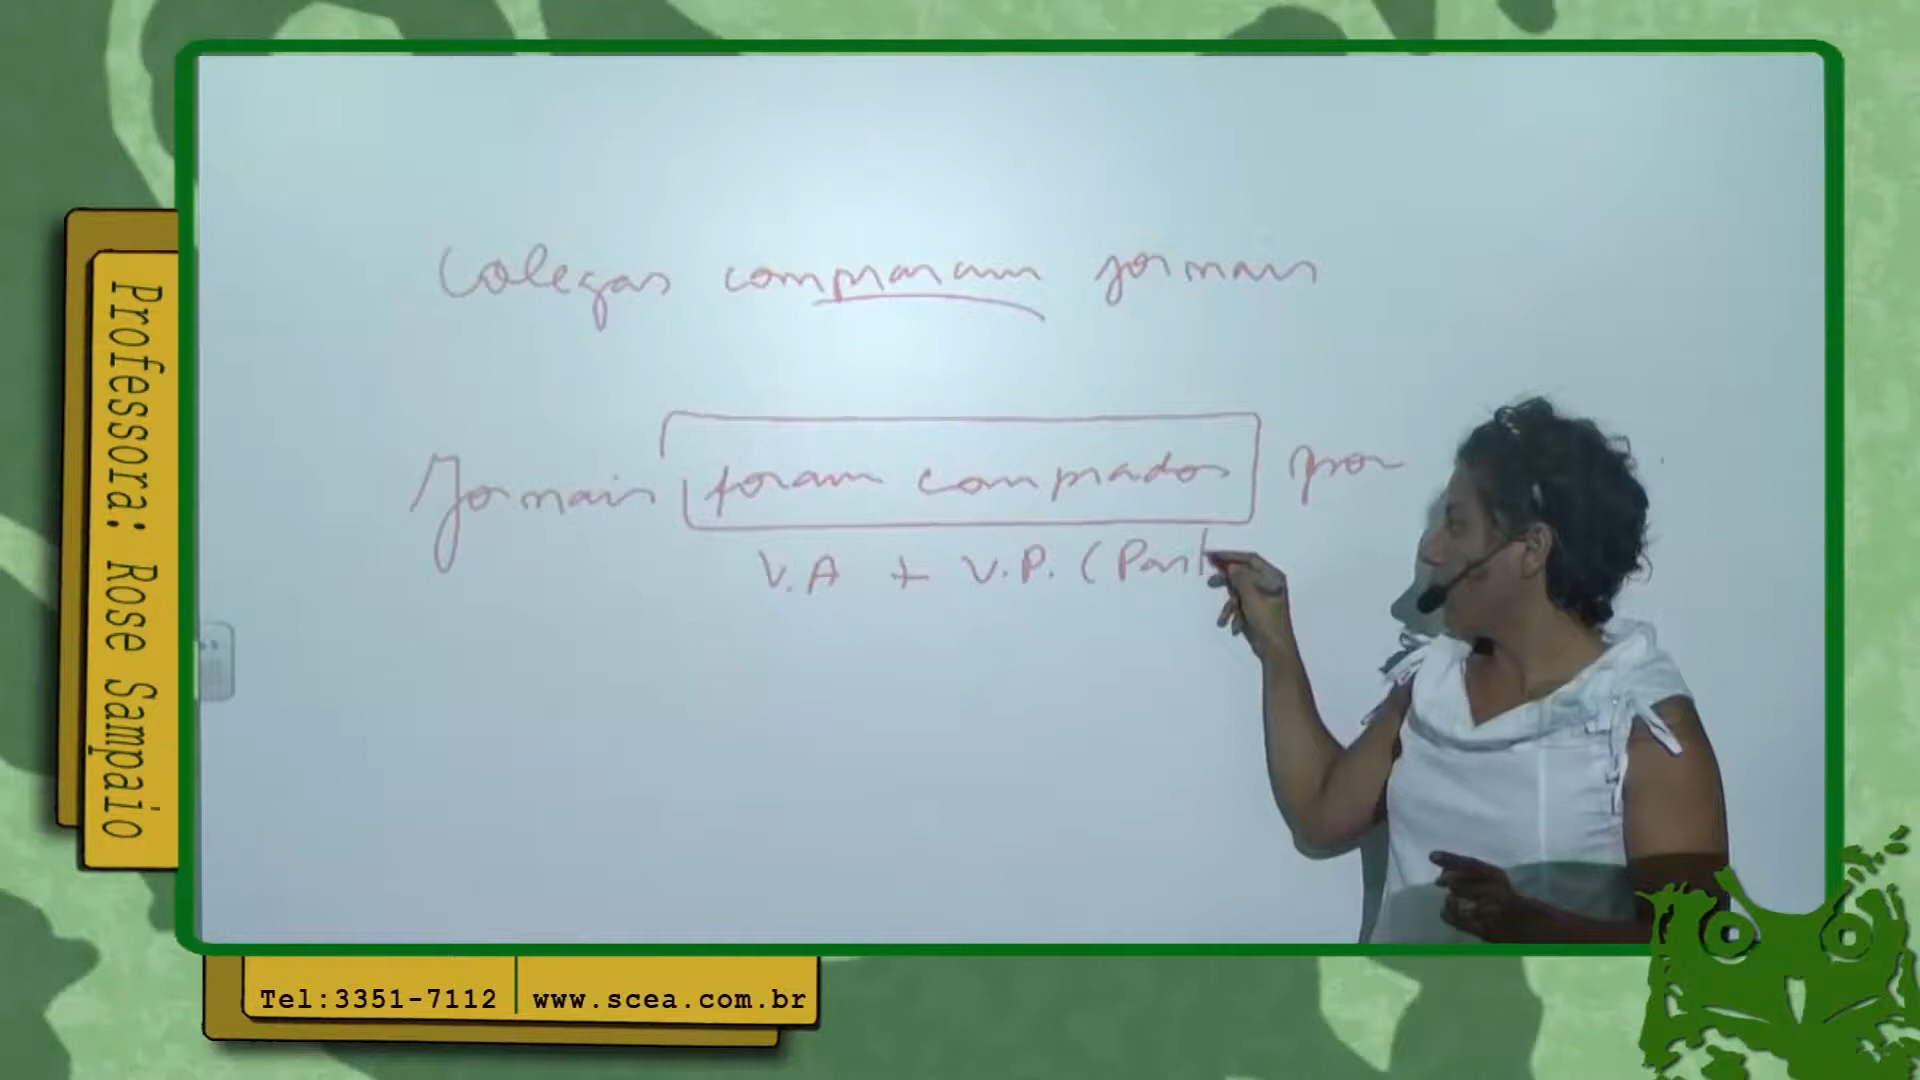 Colegas compraram jornais
Jornais foram comprados por
V.A + V.P. (Part
Professora: Rose Sampaio
Tel:3351-7112 www.scea.com.br